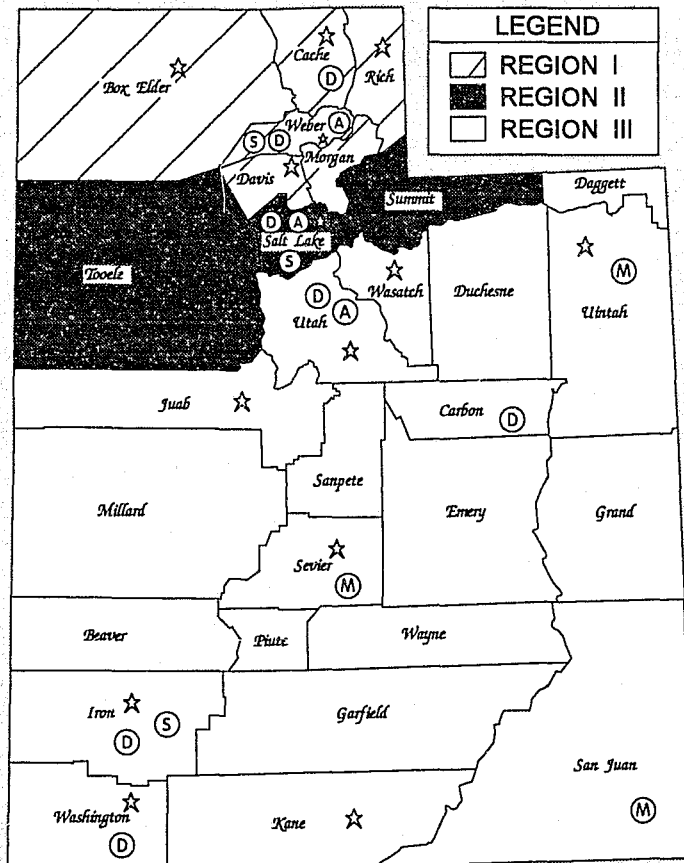 LEGEND
REGION I
REGION II
REGION III
Cache
Rich
Box Elder
D
Weber
A
S
D
Morgan
Davis
Summit
Daggett
D
A
Salt Lake
S
Tooele
Wasatch
Duchesne
M
Uintah
D
Utah
A
Juab
Carbon
D
Sanpete
Millard
Emery
Grand
Sevier
M
Beaver
Piute
Wayne
Iron
S
D
Garfield
San Juan
M
Washington
D
Kane